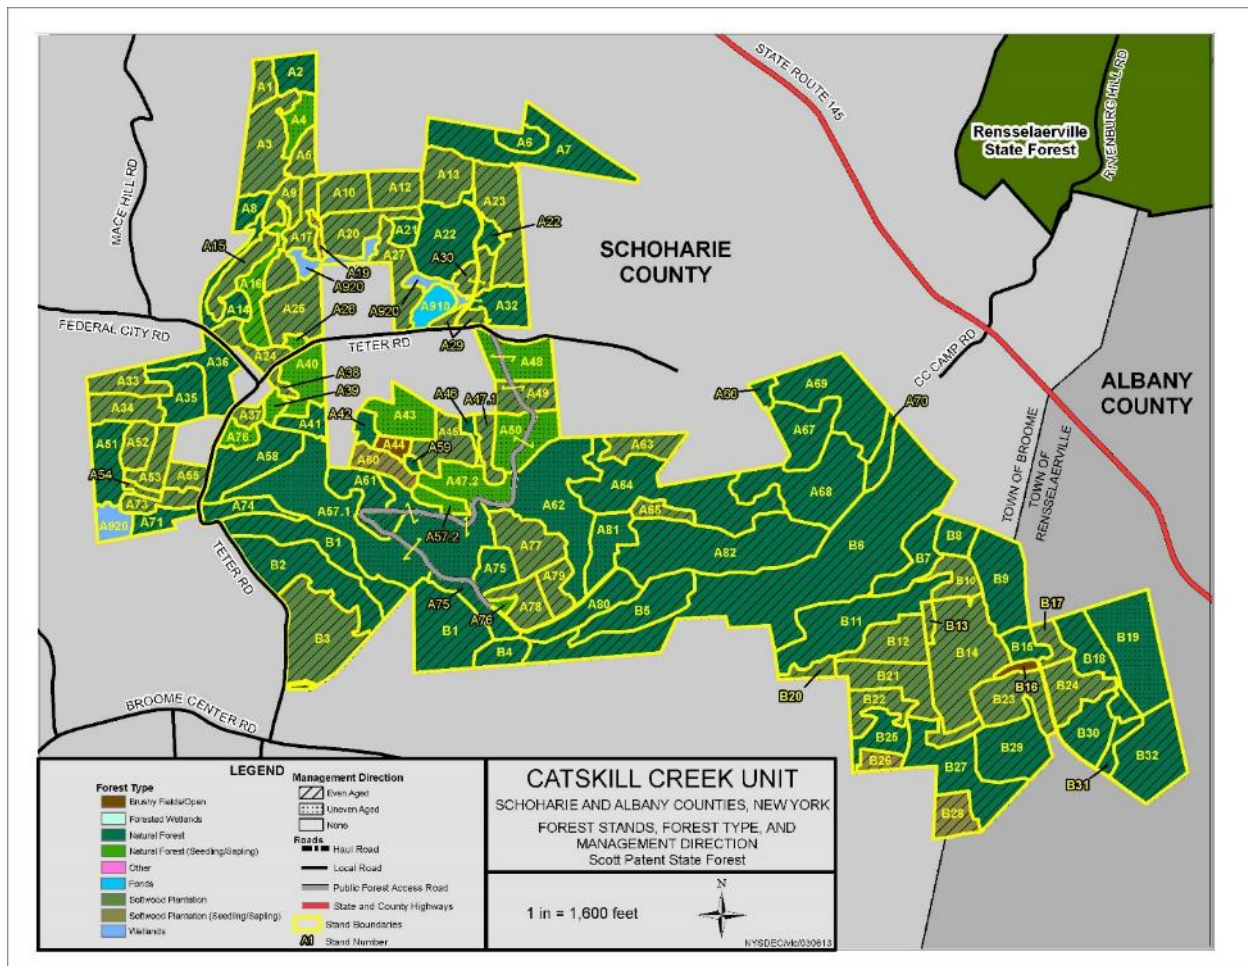 STATE ROUTE 145
RIVENBURG HILL RD
Rensselaerville
State Forest
MACE HILL RD
A1
A2
A4
A3
A5
A6
A7
A13
A12
A10
A9
A23
A8
A17
A20
A21
A22
A22
A15
A27
A30
A19
A16
A920
A920
A910
A14
A25
A26
A32
A29
SCHOHARIE
COUNTY
FEDERAL CITY RD
TETER RD
CC CAMP RD
ALBANY
COUNTY
A36
A24
A40
A38
A39
A48
A33
A35
A34
A37
A42
A41
A43
A46
A47.1
A49
A66
A69
A70
A51
A52
A76
A45
A50
A67
A44
A59
A63
A58
A60
A54
A53
A55
A61
A47.2
A64
A68
A73
A74
A57.1
A62
A65
A920
A71
A57.2
A81
TOWN OF BROOME
TOWN OF
RENSSELAERVILLE
TETER RD
B1
A77
A82
B6
B8
B2
A75
A79
B7
B9
B10
A75
A78
A80
B5
B3
B1
A76
B4
B11
B12
B13
B14
B15
B17
B19
B18
B20
B21
B16
B24
B22
B23
B25
B30
B29
B26
B27
B31
B32
B28
BROOME CENTER RD
LEGEND
Forest Type
Brushy Fields/Open
Forested Wetlands
Natural Forest
Natural Forest (Seedling/Sapling)
Other
Ponds
Softwood Plantation
Softwood Plantation (Seedling/Sapling)
Wetlands
Management Direction
Even Aged
Uneven Aged
None
Roads
Haul Road
Local Road
Public Forest Access Road
State and County Highways
Stand Boundaries
A1 Stand Number
CATSKILL CREEK UNIT
SCHOHARIE AND ALBANY COUNTIES, NEW YORK
FOREST STANDS, FOREST TYPE, AND
MANAGEMENT DIRECTION
Scott Patent State Forest
1 in = 1,600 feet
N
NYSDEC/vlc/030613